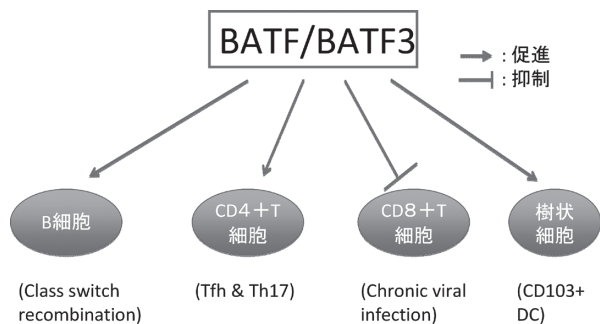 BATF/BATF3
→ : 促進
⊣ : 抑制
B細胞
CD4+T
細胞
CD8+T
細胞
樹状
細胞
(Class switch
recombination)
(Tfh & Th17)
(Chronic viral
infection)
(CD103+
DC)